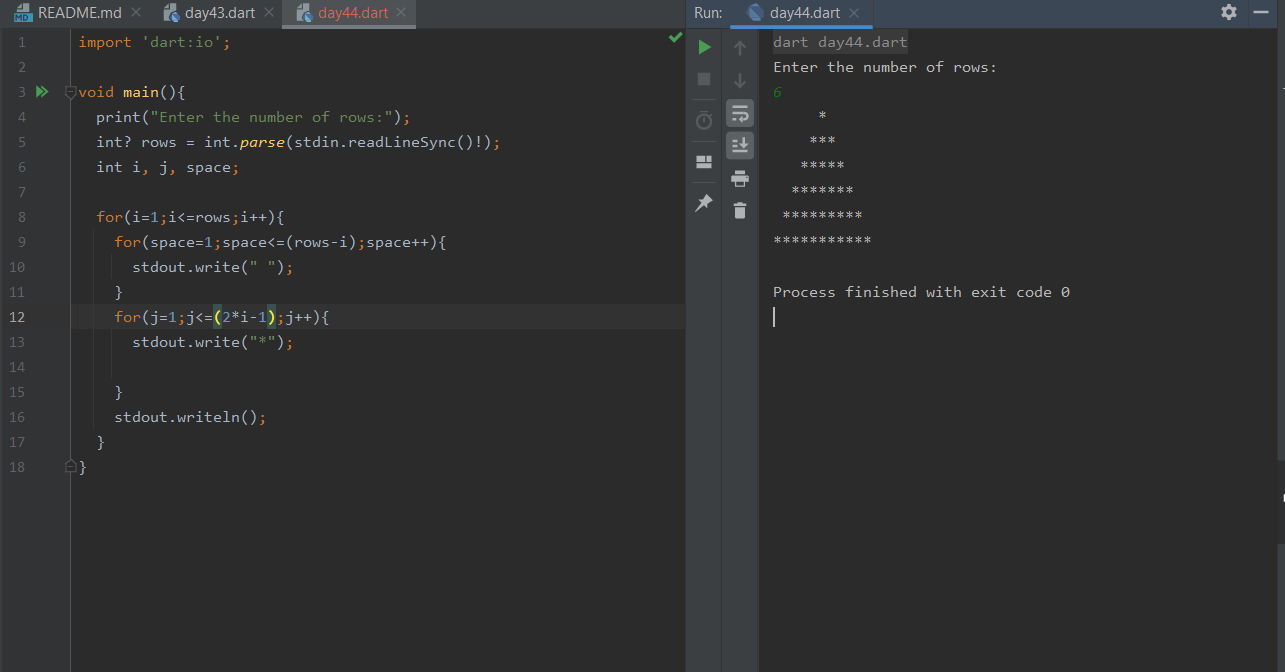 README.md day43.dart day44.dart
1 import 'dart:io';
2
3 void main(){
4   print("Enter the number of rows:");
5   int? rows = int.parse(stdin.readLineSync()!);
6   int i, j, space;
7
8   for(i=1;i<=rows;i++){
9     for(space=1;space<=(rows-i);space++){
10       stdout.write(" ");
11     }
12     for(j=1;j<=(2*i-1);j++){
13       stdout.write("*");
14
15     }
16     stdout.writeln();
17   }
18 }
Run: day44.dart
dart day44.dart
Enter the number of rows:
6
     *
    ***
   *****
  *******
 *********
***********
Process finished with exit code 0